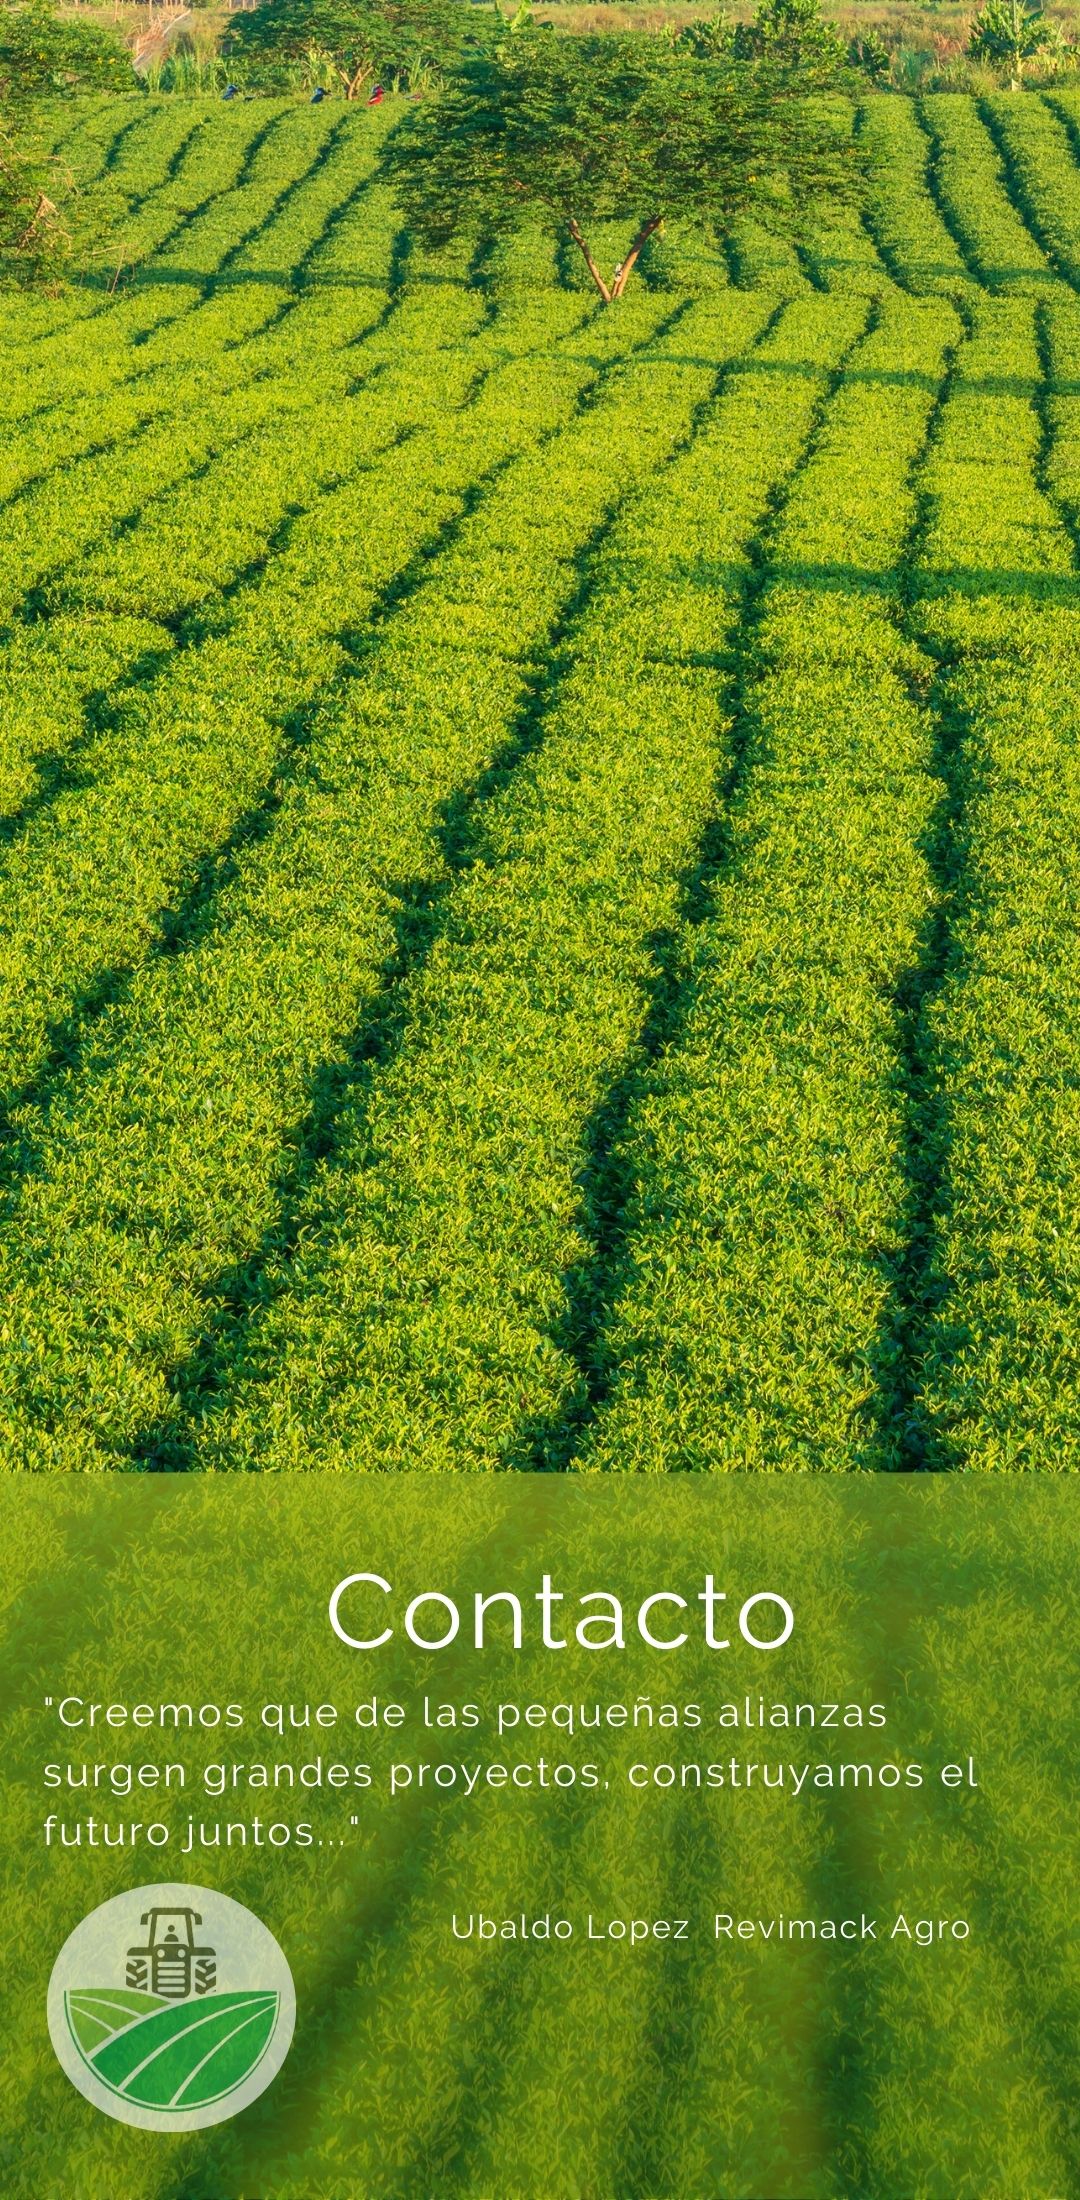 Contacto
"Creemos que de las pequeñas alianzas
surgen grandes proyectos, construyamos el
futuro juntos..."
Ubaldo Lopez  Revimack Agro